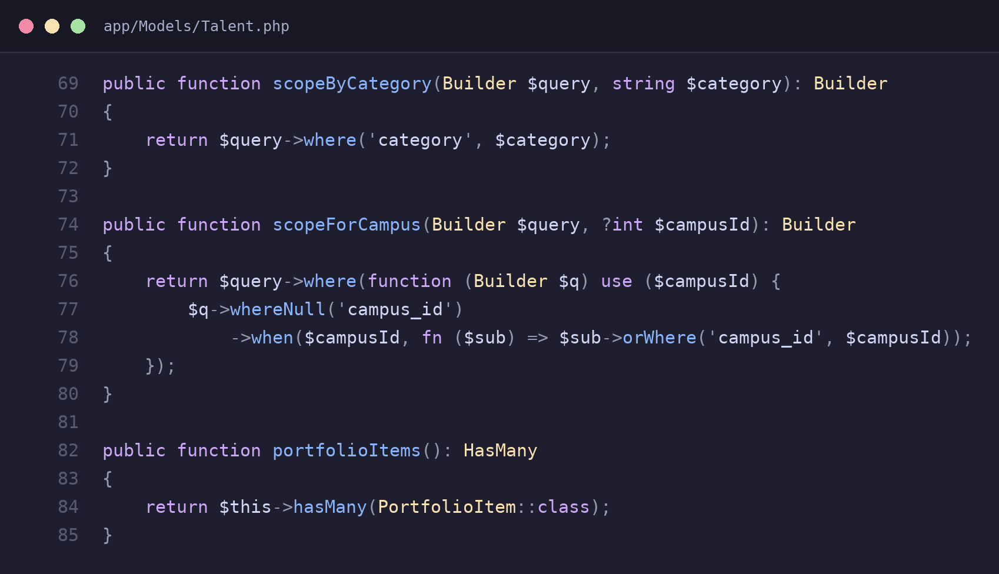 app/Models/Talent.php
69 public function scopeByCategory(Builder $query, string $category): Builder
70 {
71     return $query->where('category', $category);
72 }
73
74 public function scopeForCampus(Builder $query, ?int $campusId): Builder
75 {
76     return $query->where(function (Builder $q) use ($campusId) {
77         $q->whereNull('campus_id')
78             ->when($campusId, fn ($sub) => $sub->orWhere('campus_id', $campusId));
79     });
80 }
81
82 public function portfolioItems(): HasMany
83 {
84     return $this->hasMany(PortfolioItem::class);
85 }